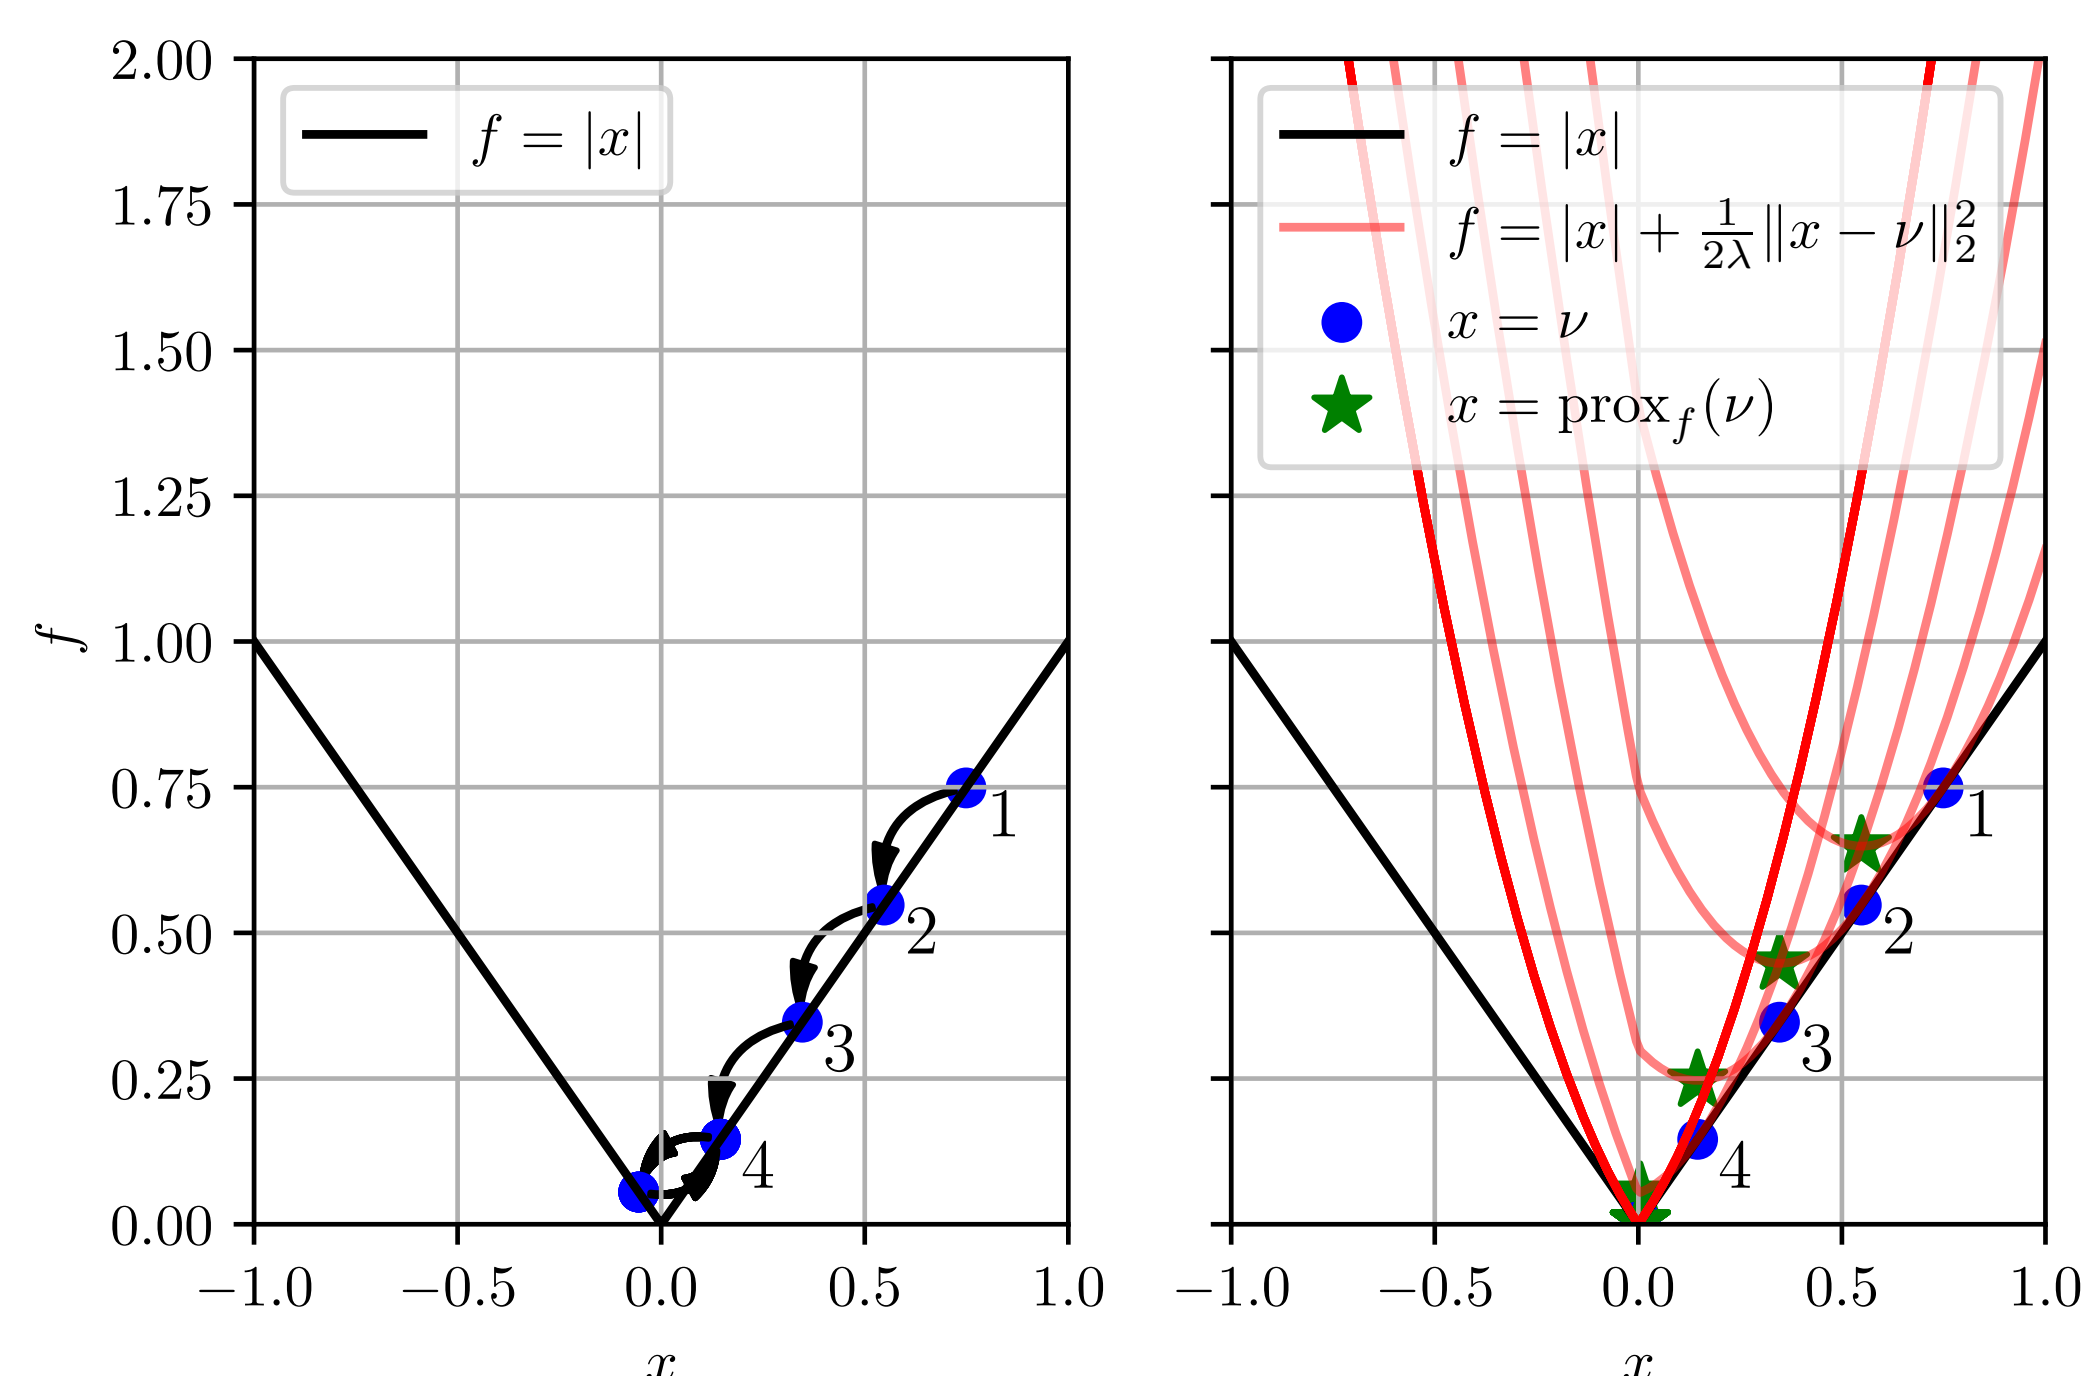 f
2.00
1.75
1.50
1.25
1.00
0.75
0.50
0.25
0.00
f = |x|
1
2
3
4
−1.0 −0.5 0.0 0.5 1.0
x
f = |x|
f = |x| + \frac{1}{2λ}‖x − ν‖₂²
x = ν
x = prox_f(ν)
1
2
3
4
−1.0 −0.5 0.0 0.5 1.0
x